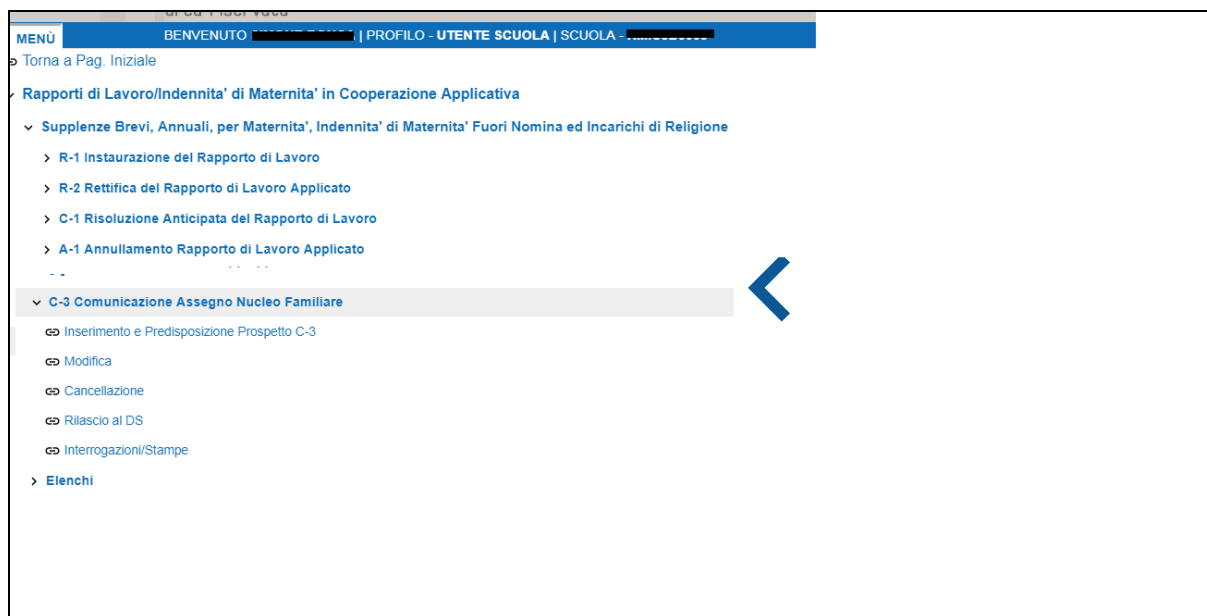 MENÙ
BENVENUTO | PROFILO - UTENTE SCUOLA | SCUOLA -
Torna a Pag. Iniziale
Rapporti di Lavoro/Indennita' di Maternita' in Cooperazione Applicativa
Supplenze Brevi, Annuali, per Maternita', Indennita' di Maternita' Fuori Nomina ed Incarichi di Religione
R-1 Instaurazione del Rapporto di Lavoro
R-2 Rettifica del Rapporto di Lavoro Applicato
C-1 Risoluzione Anticipata del Rapporto di Lavoro
A-1 Annullamento Rapporto di Lavoro Applicato
C-3 Comunicazione Assegno Nucleo Familiare
Inserimento e Predisposizione Prospetto C-3
Modifica
Cancellazione
Rilascio al DS
Interrogazioni/Stampe
Elenchi